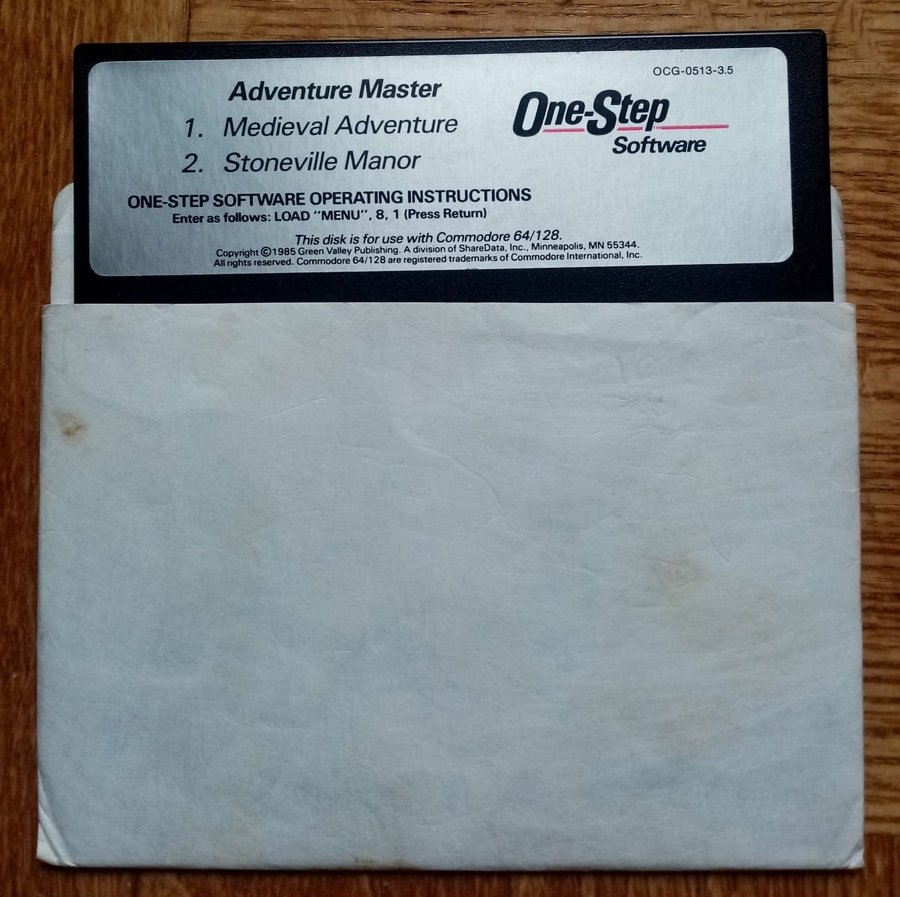 OCG-0513-3.5
Adventure Master
One-Step
1. Medieval Adventure
Software
2. Stoneville Manor
ONE-STEP SOFTWARE OPERATING INSTRUCTIONS
Enter as follows: LOAD "MENU", 8, 1 (Press Return)
This disk is for use with Commodore 64/128.
Copyright ©1985 Green Valley Publishing. A division of ShareData, Inc., Minneapolis, MN 55344.
All rights reserved. Commodore 64/128 are registered trademarks of Commodore International, Inc.